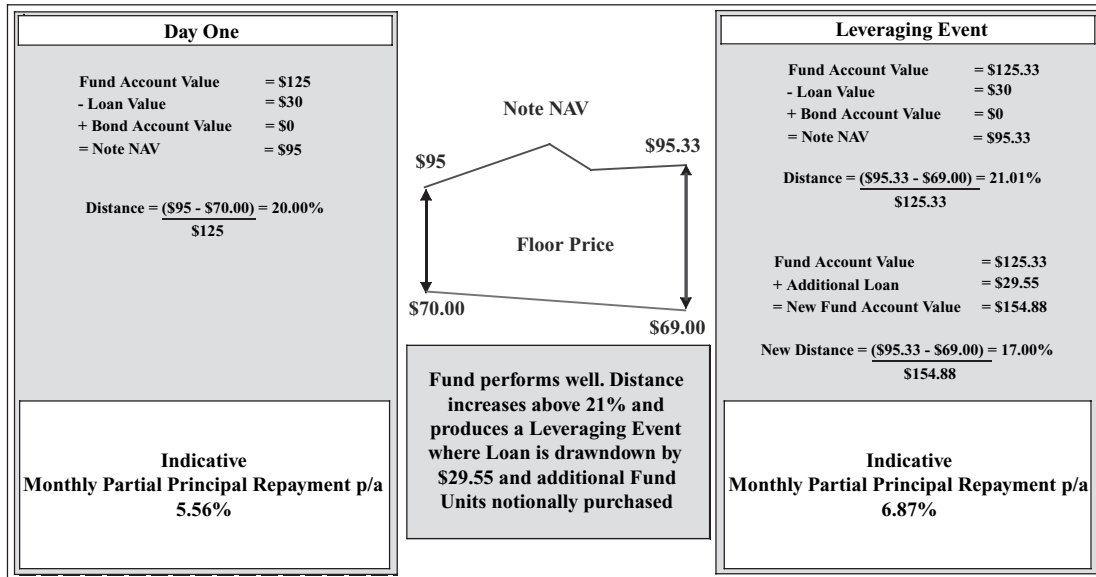 Day One
Fund Account Value = $125
- Loan Value = $30
+ Bond Account Value = $0
= Note NAV = $95
Distance = ($95 - $70.00) = 20.00%
$125
Indicative
Monthly Partial Principal Repayment p/a
5.56%
Note NAV
$95
$95.33
Floor Price
$70.00
$69.00
Fund performs well. Distance
increases above 21% and
produces a Leveraging Event
where Loan is drawndown by
$29.55 and additional Fund
Units notionally purchased
Leveraging Event
Fund Account Value = $125.33
- Loan Value = $30
+ Bond Account Value = $0
= Note NAV = $95.33
Distance = ($95.33 - $69.00) = 21.01%
$125.33
Fund Account Value = $125.33
+ Additional Loan = $29.55
= New Fund Account Value = $154.88
New Distance = ($95.33 - $69.00) = 17.00%
$154.88
Indicative
Monthly Partial Principal Repayment p/a
6.87%